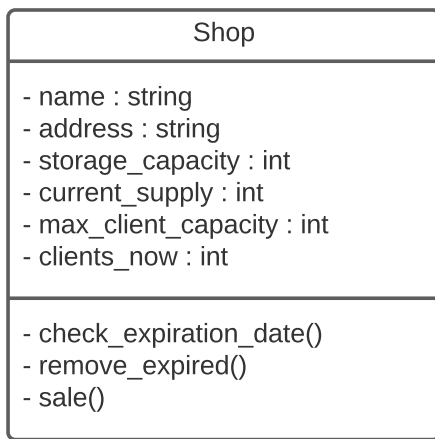 Shop
- name : string
- address : string
- storage_capacity : int
- current_supply : int
- max_client_capacity : int
- clients_now : int
- check_expiration_date()
- remove_expired()
- sale()